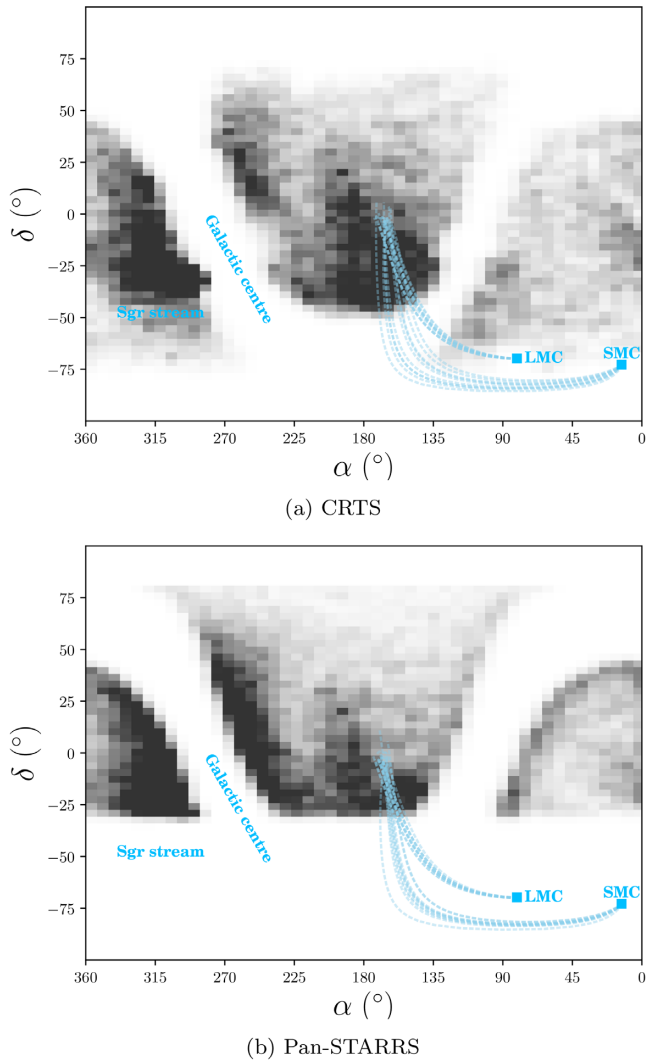 75
50
25
0
−25
−50
−75
δ (°)
Galactic centre
Sgr stream
LMC
SMC
360 315 270 225 180 135 90 45 0
α (°)
(a) CRTS
75
50
25
0
−25
−50
−75
δ (°)
Galactic centre
Sgr stream
LMC
SMC
360 315 270 225 180 135 90 45 0
α (°)
(b) Pan-STARRS